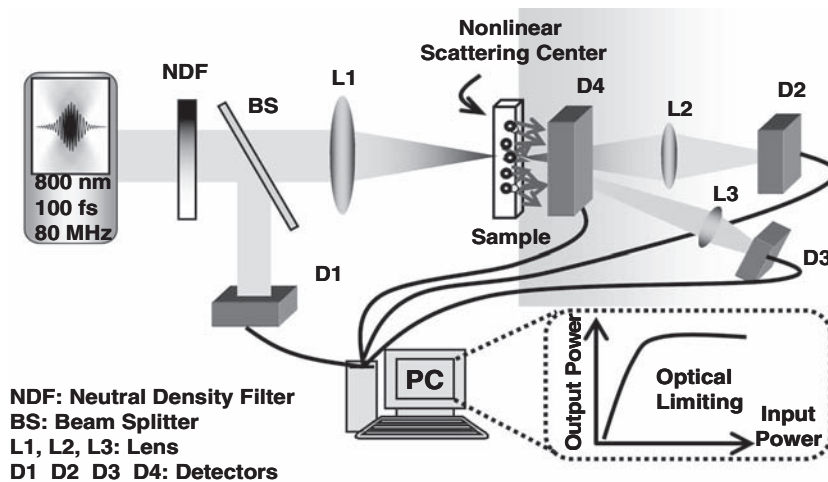 Nonlinear
Scattering Center
NDF
BS
L1
D4
L2
D2
800 nm
100 fs
80 MHz
Sample
L3
D3
D1
PC
Output Power
Optical
Limiting
Input
Power
NDF: Neutral Density Filter
BS: Beam Splitter
L1, L2, L3: Lens
D1 D2 D3 D4: Detectors